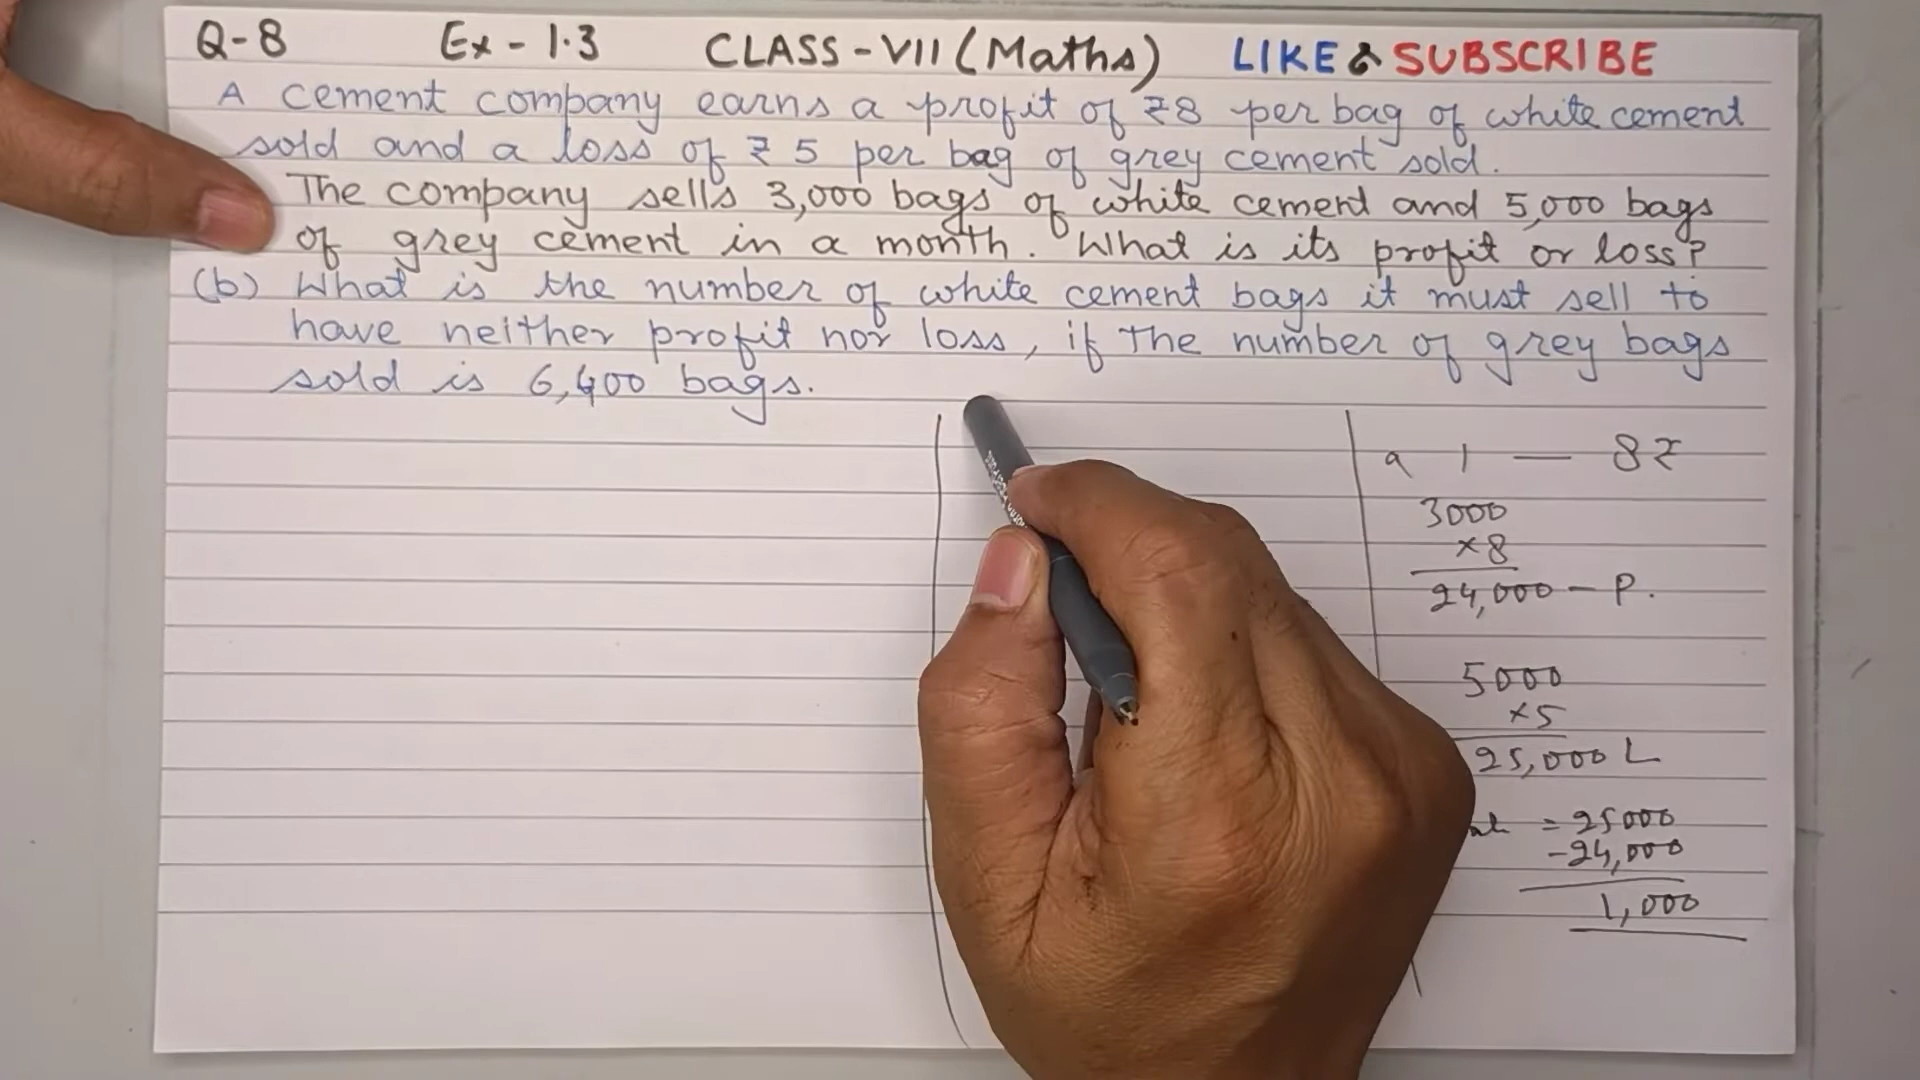 Q-8 Ex-1.3 CLASS-VII (Maths) LIKE & SUBSCRIBE
A cement company earns a profit of ₹8 per bag of white cement
sold and a loss of ₹5 per bag of grey cement sold.
The company sells 3,000 bags of white cement and 5,000 bags
of grey cement in a month. What is its profit or loss?
(b) What is the number of white cement bags it must sell to
have neither profit nor loss, if the number of grey bags
sold is 6,400 bags.
a 1 — 8₹
3000
×8
24,000 — P.
5000
×5
25,000 L
= 25000
-24,000
1,000